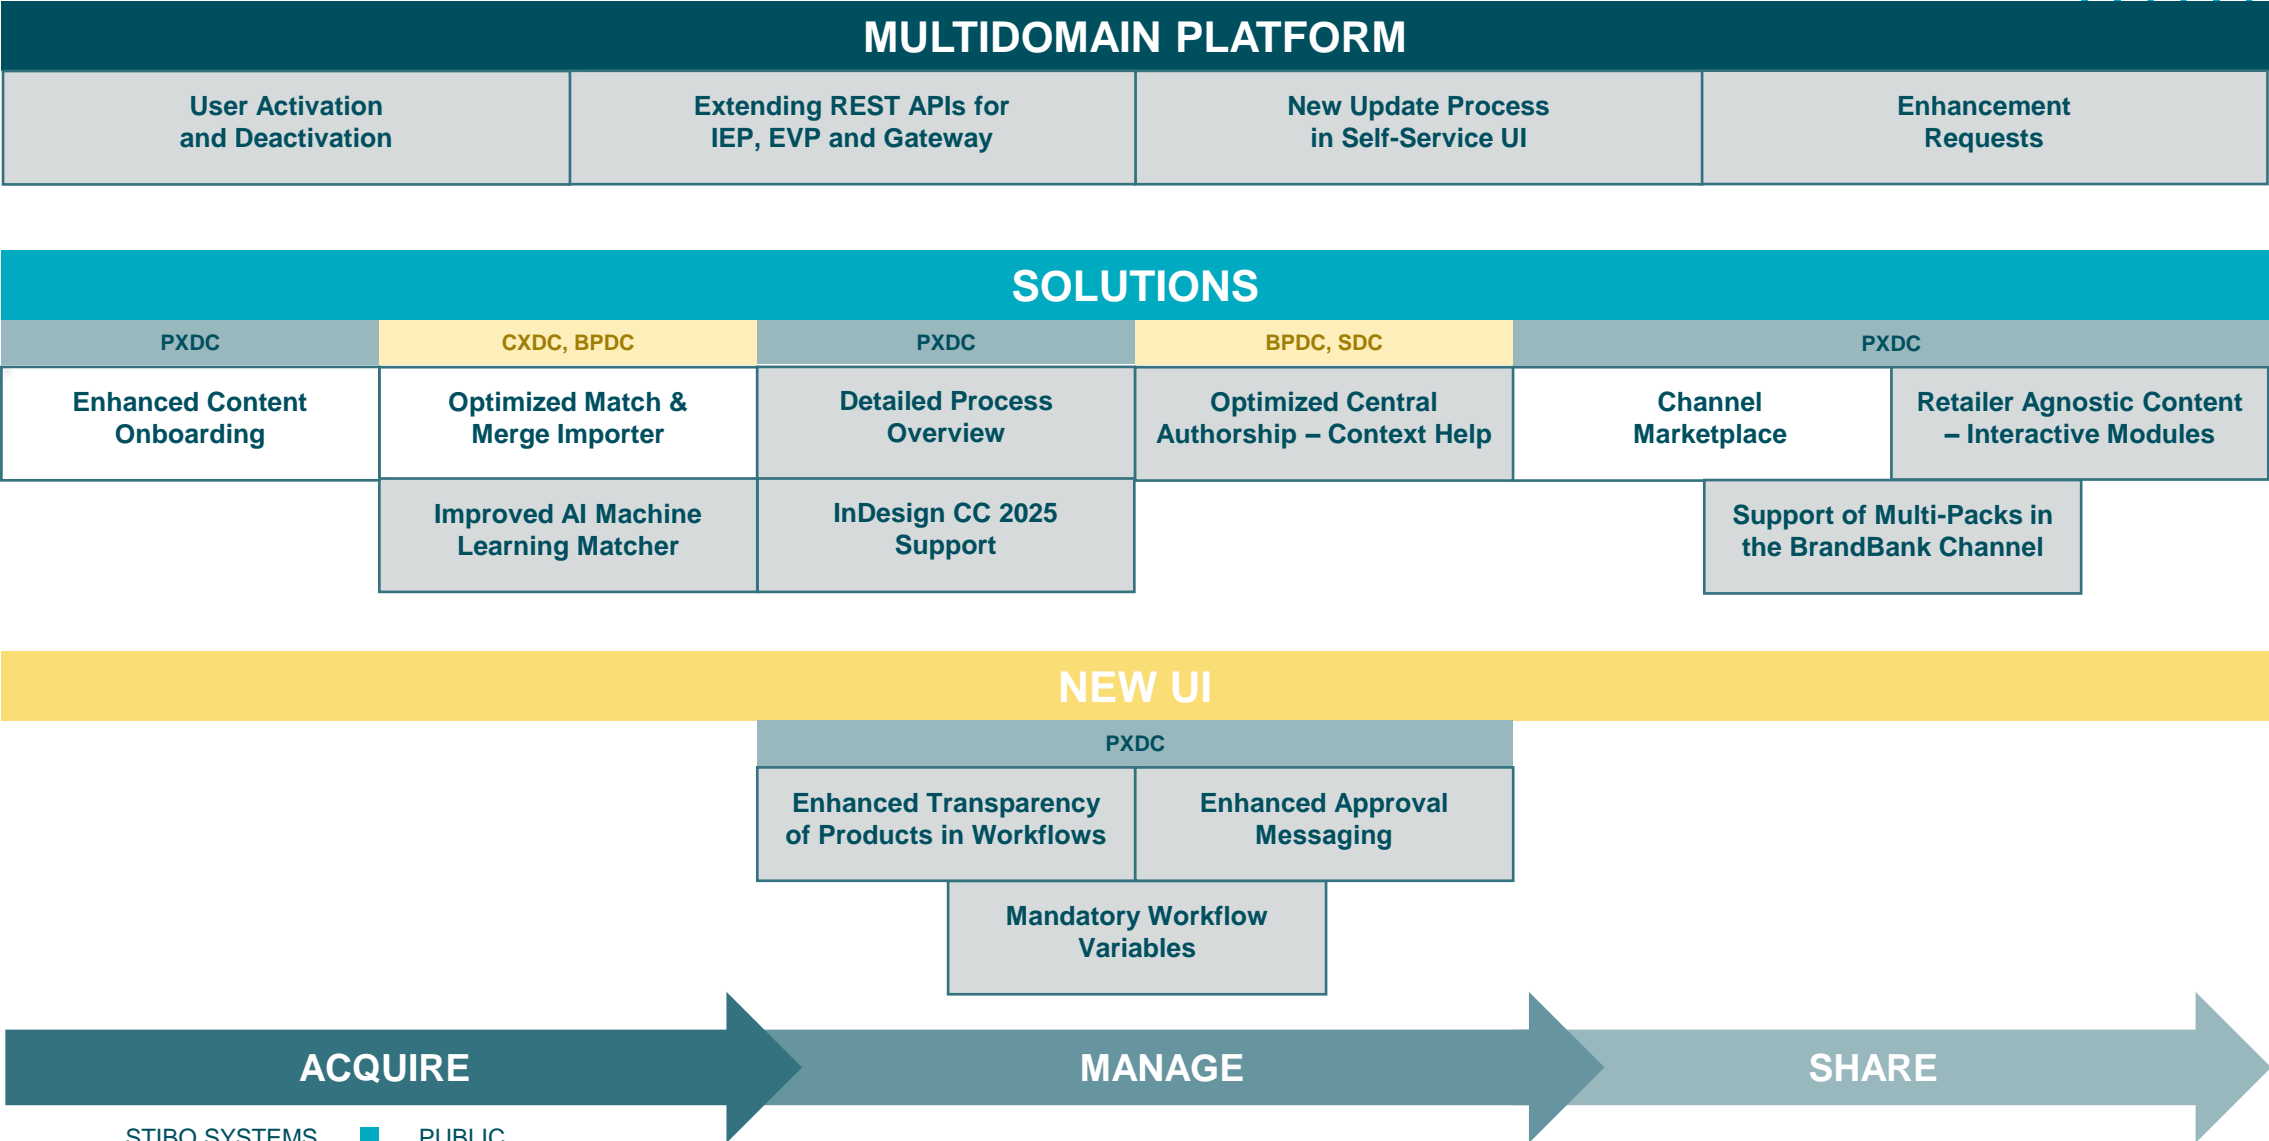 MULTIDOMAIN PLATFORM
User Activation
and Deactivation
Extending REST APIs for
IEP, EVP and Gateway
New Update Process
in Self-Service UI
Enhancement
Requests
SOLUTIONS
PXDC
CXDC, BPDC
PXDC
BPDC, SDC
PXDC
Enhanced Content
Onboarding
Optimized Match &
Merge Importer
Detailed Process
Overview
Optimized Central
Authorship – Context Help
Channel
Marketplace
Retailer Agnostic Content
– Interactive Modules
Improved AI Machine
Learning Matcher
InDesign CC 2025
Support
Support of Multi-Packs in
the BrandBank Channel
NEW UI
PXDC
Enhanced Transparency
of Products in Workflows
Enhanced Approval
Messaging
Mandatory Workflow
Variables
ACQUIRE
MANAGE
SHARE
STIBO SYSTEMS
PUBLIC